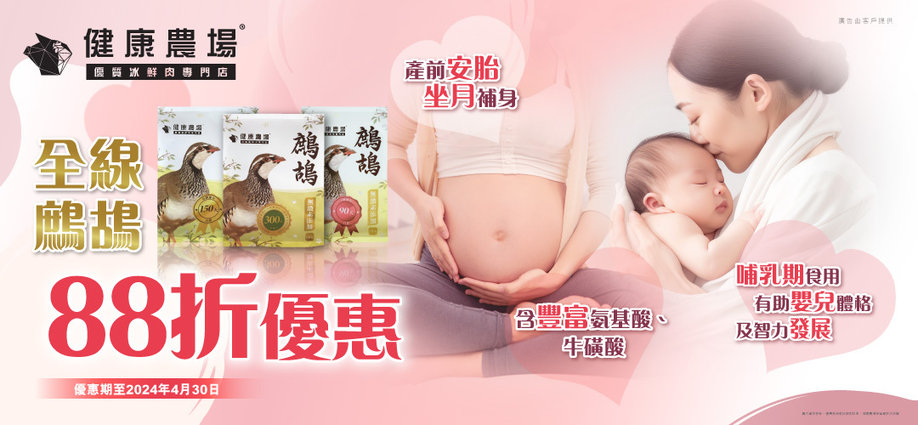 健康農場®
優質冰鮮肉專門店
廣告由客戶提供
產前安胎
坐月補身
全線
鷓鴣
健康農場
鷓鴣
150
健康農場
鷓鴣
300
90
88折優惠
優惠期至2024年4月30日
含豐富氨基酸、
牛磺酸
哺乳期食用
有助嬰兒體格
及智力發展